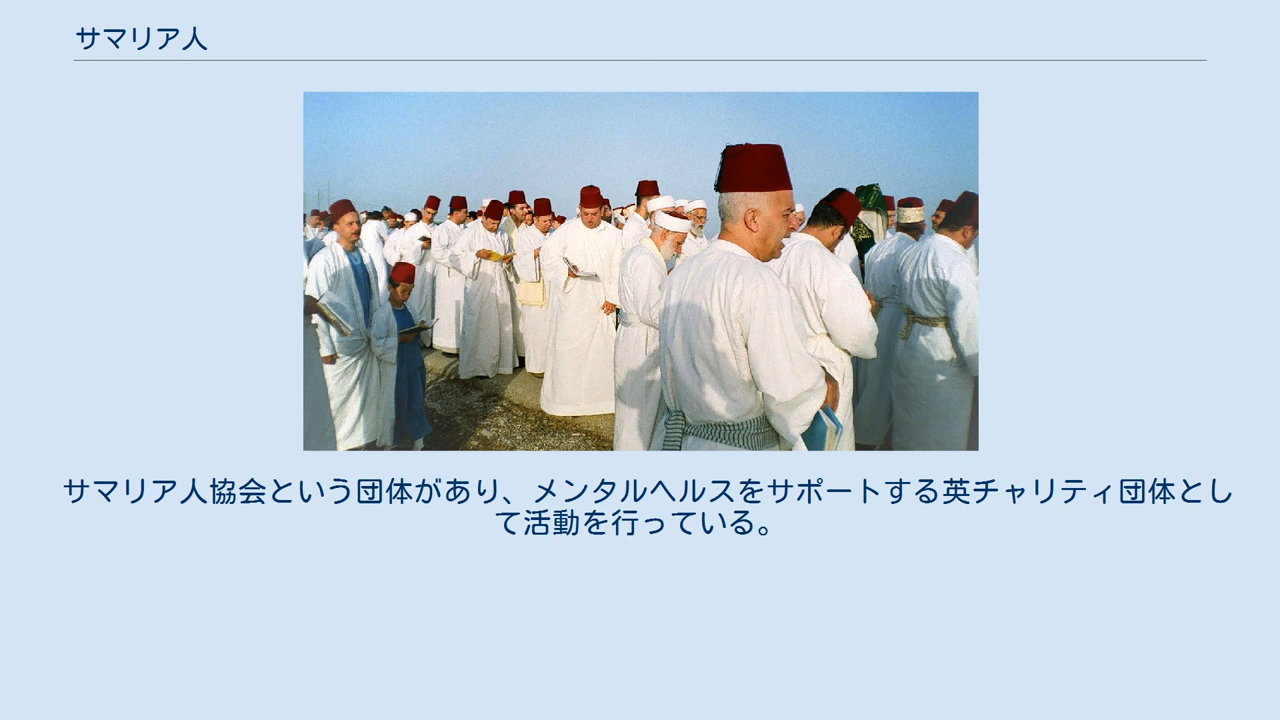 サマリア人
サマリア人協会という団体があり、メンタルヘルスをサポートする英チャリティ団体とし
て活動を行っている。